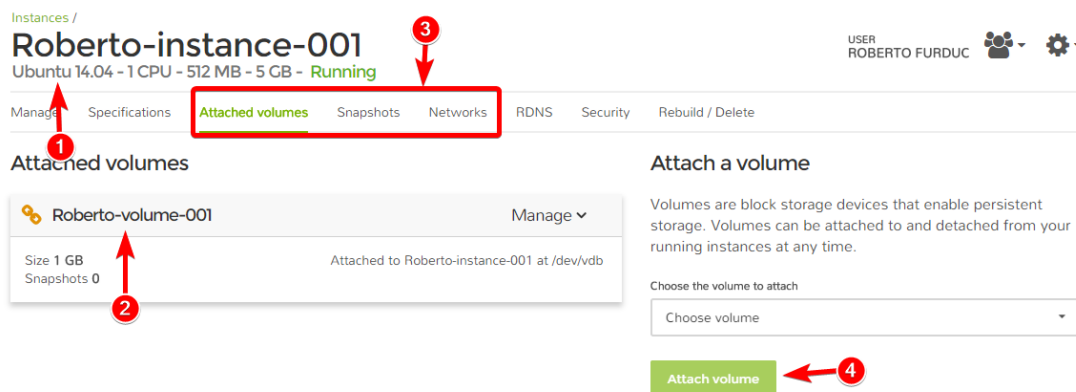 Instances /
Roberto-instance-001
Ubuntu 14.04 - 1 CPU - 512 MB - 5 GB - Running
3
USER
ROBERTO FURDUC
Manage Specifications Attached volumes Snapshots Networks RDNS Security Rebuild / Delete
1
Attached volumes
Roberto-volume-001 Manage
Size 1 GB Attached to Roberto-instance-001 at /dev/vdb
Snapshots 0
2
Attach a volume
Volumes are block storage devices that enable persistent
storage. Volumes can be attached to and detached from your
running instances at any time.
Choose the volume to attach
Choose volume
Attach volume
4